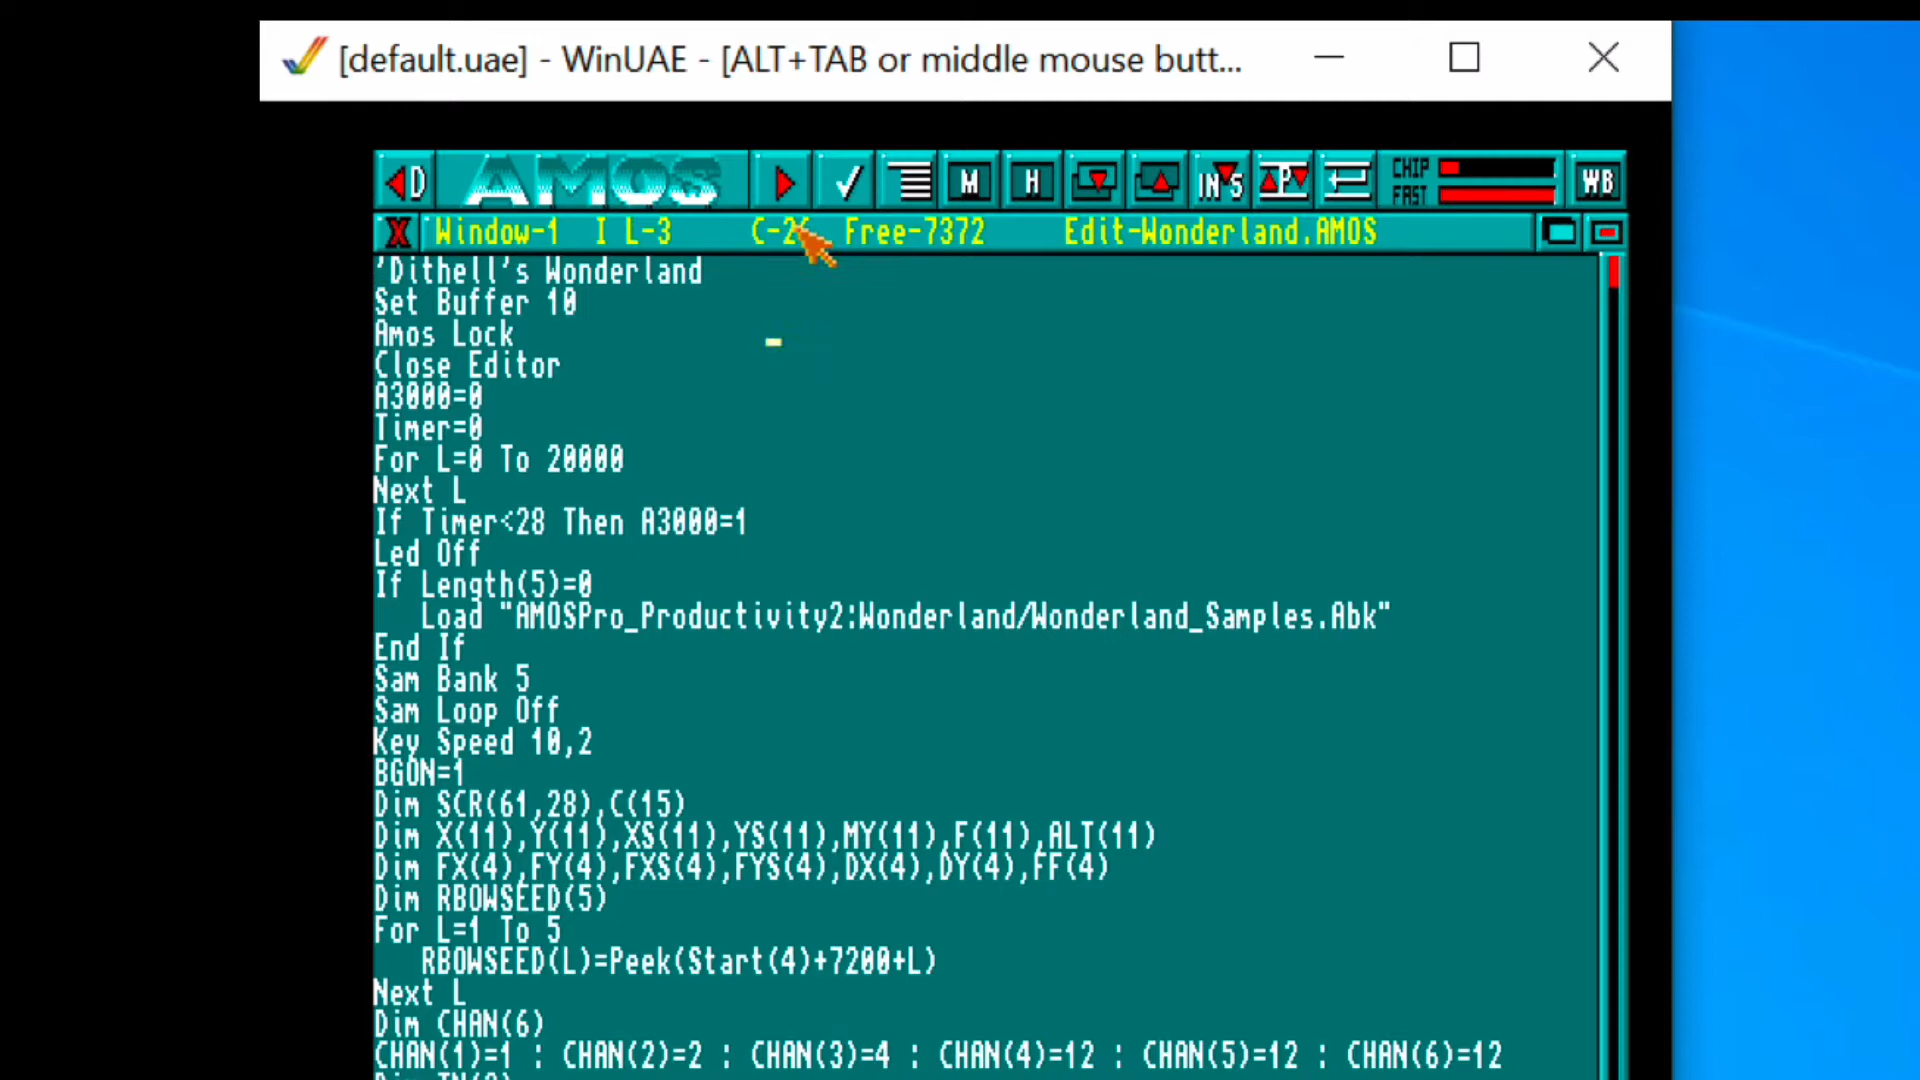 [default.uae] - WinUAE - [ALT+TAB or middle mouse butt...
D AMOS M H IN S P CHIP FAST WB
X Window-1 I L-3 C-26 Free-7372 Edit-Wonderland.AMOS
'Dithell's Wonderland
Set Buffer 10
Amos Lock
Close Editor
A3000=0
Timer=0
For L=0 To 20000
Next L
If Timer<28 Then A3000=1
Led Off
If Length(5)=0
Load "AMOSPro_Productivity2:Wonderland/Wonderland_Samples.Abk"
End If
Sam Bank 5
Sam Loop Off
Key Speed 10,2
BGON=1
Dim SCR(61,28),C(15)
Dim X(11),Y(11),XS(11),YS(11),MY(11),F(11),ALT(11)
Dim FX(4),FY(4),FXS(4),FYS(4),DX(4),DY(4),FF(4)
Dim RBOWSEED(5)
For L=1 To 5
RBOWSEED(L)=Peek(Start(4)+7200+L)
Next L
Dim CHAN(6)
CHAN(1)=1 : CHAN(2)=2 : CHAN(3)=4 : CHAN(4)=12 : CHAN(5)=12 : CHAN(6)=12